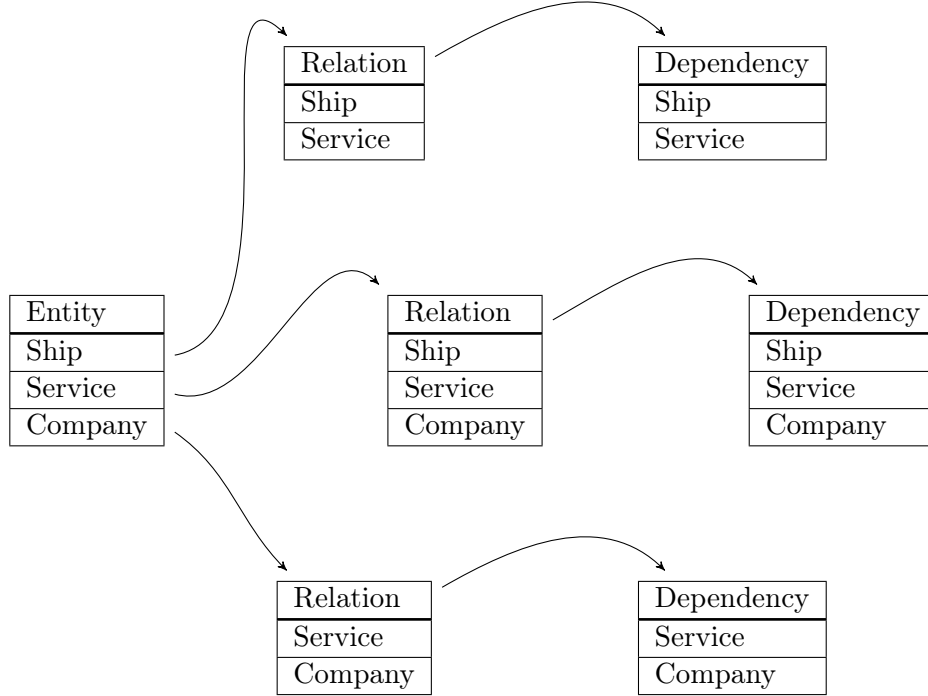 Relation
Ship
Service
Dependency
Ship
Service
Entity
Ship
Service
Company
Relation
Ship
Service
Company
Dependency
Ship
Service
Company
Relation
Service
Company
Dependency
Service
Company